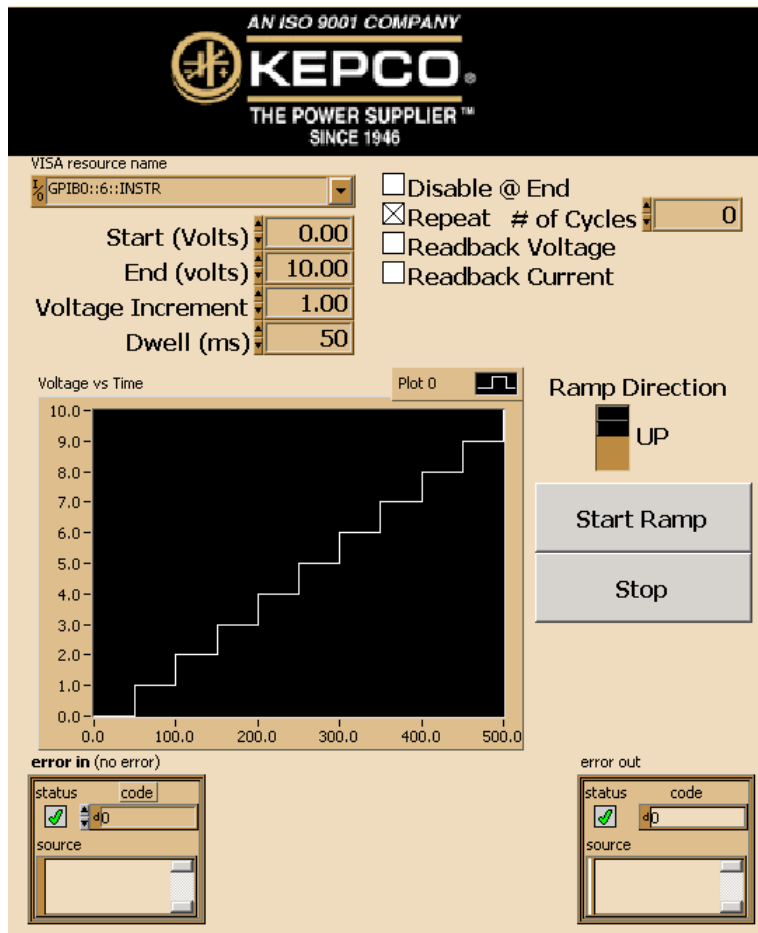 AN ISO 9001 COMPANY
KEPCO®
THE POWER SUPPLIER™
SINCE 1946
VISA resource name
I/O GPIB0::6::INSTR
Disable @ End
Repeat # of Cycles 0
Readback Voltage
Readback Current
Start (Volts) 0.00
End (volts) 10.00
Voltage Increment 1.00
Dwell (ms) 50
Voltage vs Time
Plot 0
10.0
9.0
8.0
7.0
6.0
5.0
4.0
3.0
2.0
1.0
0.0
0.0 100.0 200.0 300.0 400.0 500.0
Ramp Direction
UP
Start Ramp
Stop
error in (no error)
status code
d0
source
error out
status code
d0
source